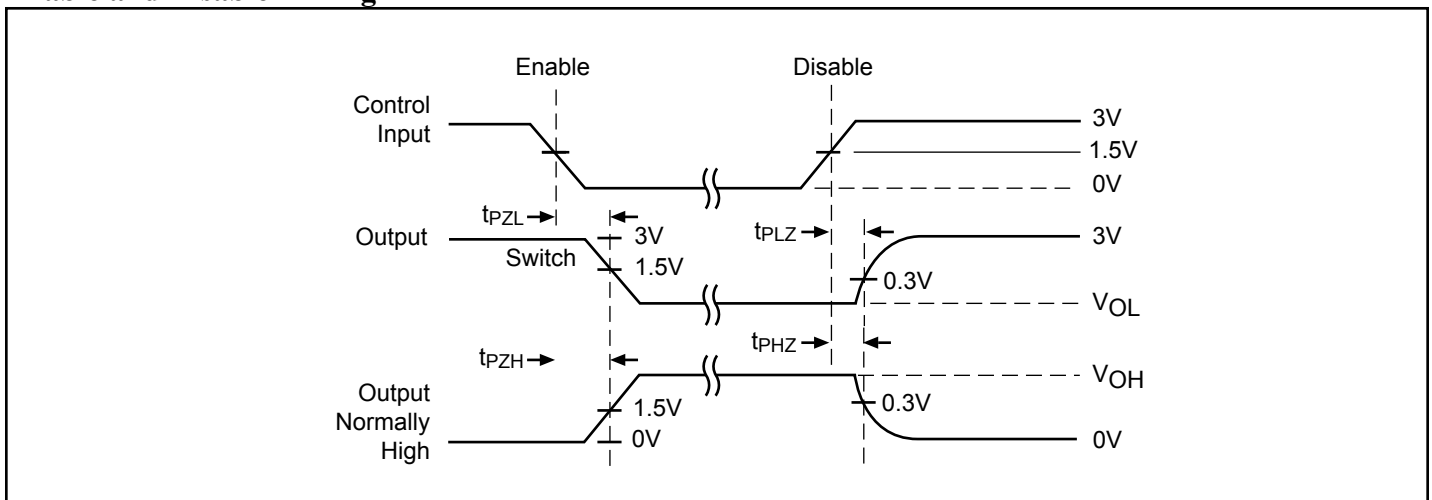 Enable
Disable
Control
Input
3V
1.5V
0V
tPZL
Output
Switch
3V
1.5V
tPLZ
3V
0.3V
VOL
tPZH
tPHZ
VOH
Output
Normally
High
1.5V
0V
0.3V
0V